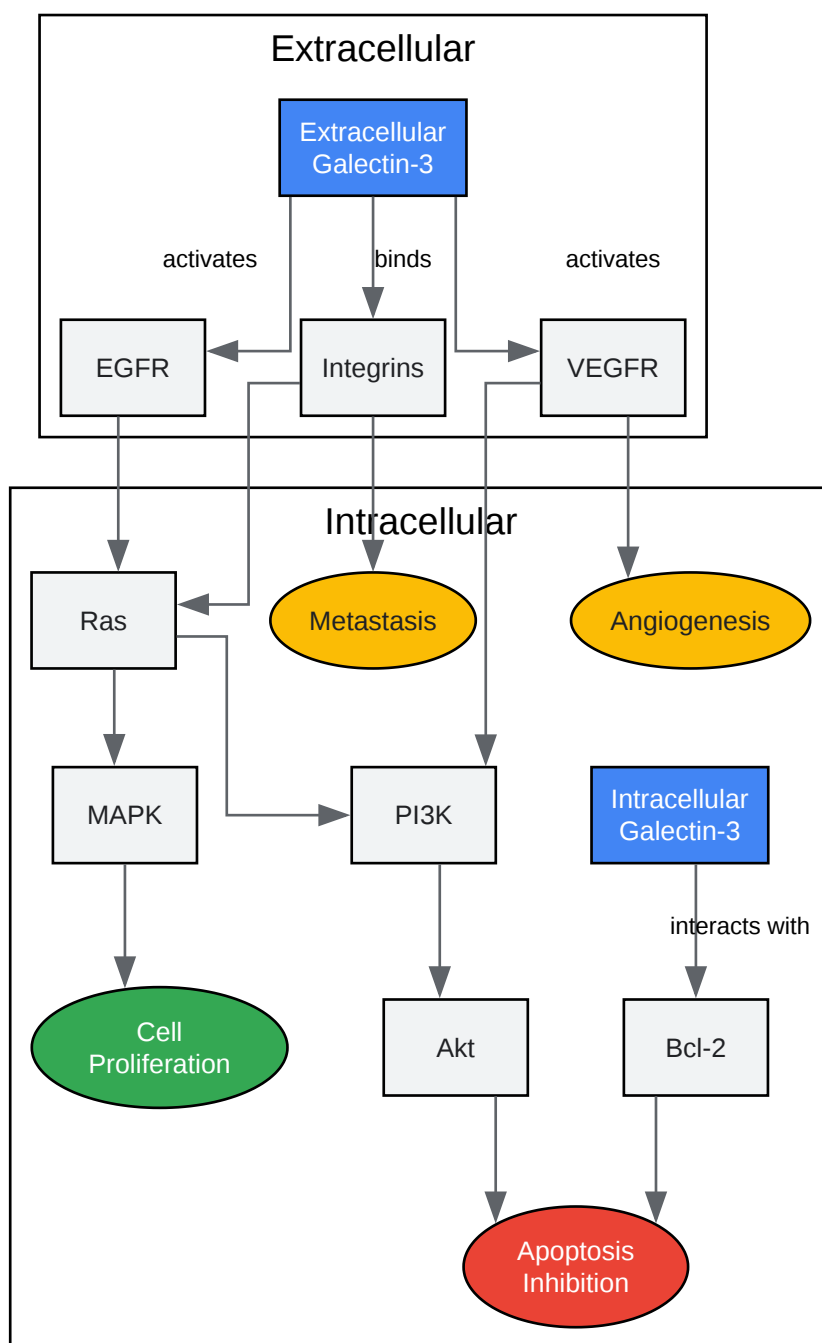 Extracellular
Extracellular
Galectin-3
activates
binds
activates
EGFR
Integrins
VEGFR
Intracellular
Ras
Metastasis
Angiogenesis
MAPK
PI3K
Intracellular
Galectin-3
interacts with
Cell
Proliferation
Akt
Bcl-2
Apoptosis
Inhibition